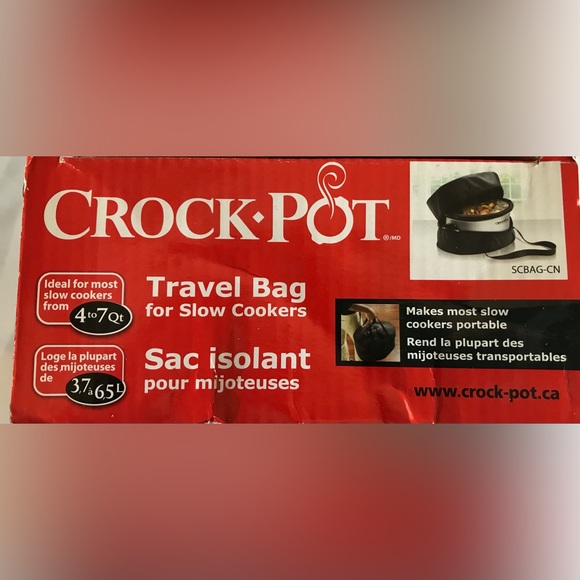 CROCK•POT®/MD
SCBAG-CN
Ideal for most
slow cookers
from
4 to 7 Qt
Travel Bag
for Slow Cookers
Makes most slow
cookers portable
Rend la plupart des
mijoteuses transportables
Loge la plupart
des mijoteuses
de
3,7 à 6,5 L
Sac isolant
pour mijoteuses
www.crock-pot.ca